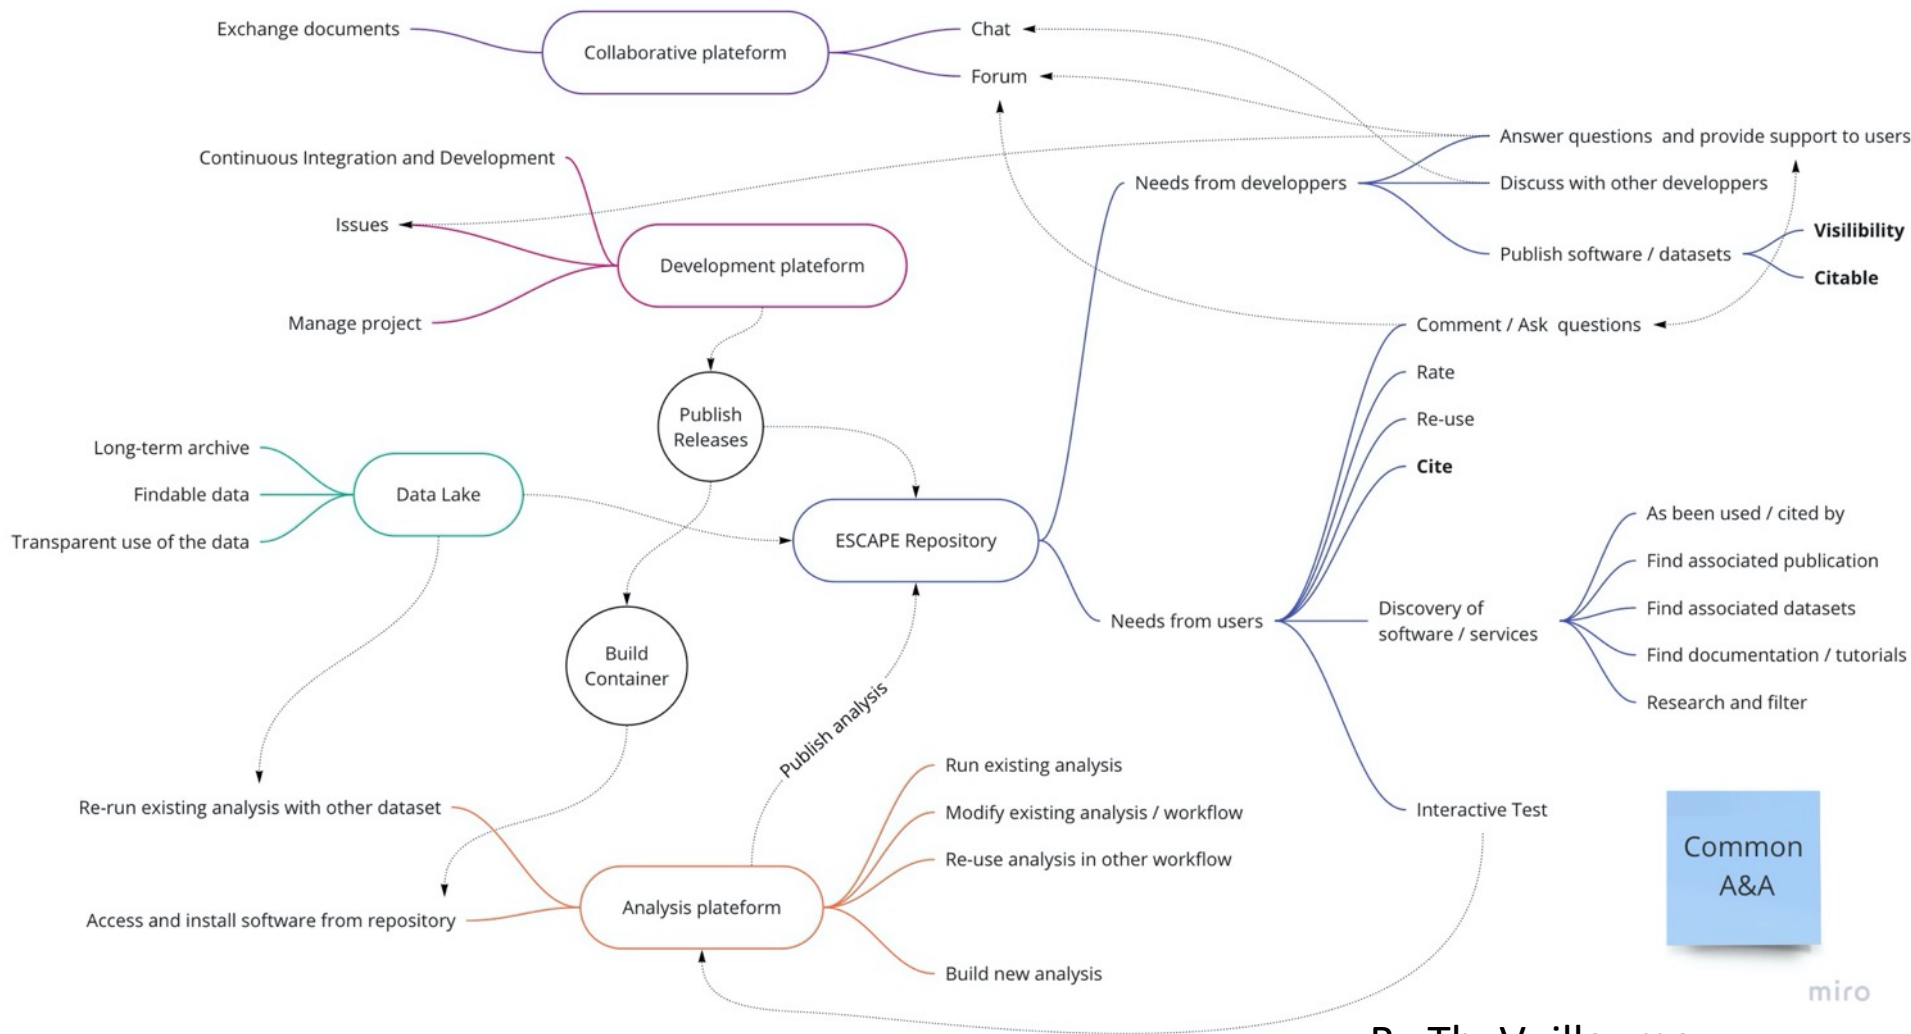 Exchange documents
Collaborative plateform
Chat
Forum
Answer questions and provide support to users
Continuous Integration and Development
Needs from developpers
Discuss with other developpers
Issues
Visilibility
Development plateform
Publish software / datasets
Citable
Manage project
Comment / Ask questions
Rate
Publish
Releases
Re-use
Long-term archive
Cite
Findable data
Data Lake
As been used / cited by
Transparent use of the data
ESCAPE Repository
Find associated publication
Needs from users
Discovery of
software / services
Find associated datasets
Build
Container
Find documentation / tutorials
Research and filter
Publish analysis
Run existing analysis
Re-run existing analysis with other dataset
Modify existing analysis / workflow
Interactive Test
Common
A&A
Re-use analysis in other workflow
Access and install software from repository
Analysis plateform
Build new analysis
miro